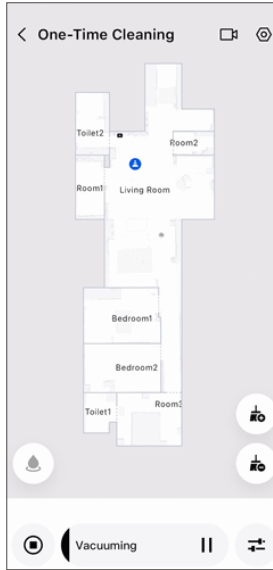 One-Time Cleaning
Toilet2
Room2
Room1
Living Room
Bedroom1
Bedroom2
Room3
Toilet1
Vacuuming